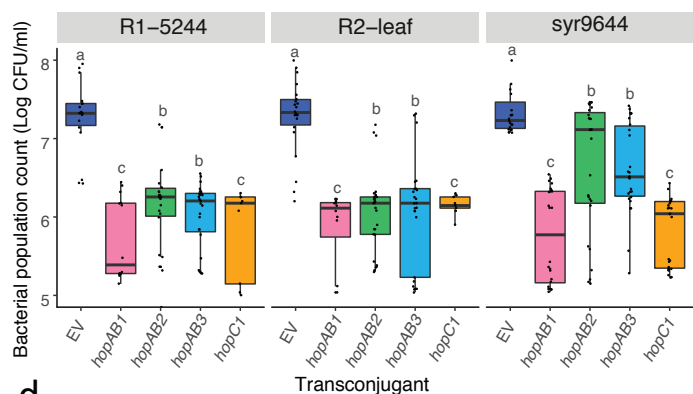 R1−5244 R2−leaf syr9644
Bacterial population count (Log CFU/ml)
8
7
6
5
a c b b c
a c b b c
a c b b c
EV hopAB1 hopAB2 hopAB3 hopC1
EV hopAB1 hopAB2 hopAB3 hopC1
EV hopAB1 hopAB2 hopAB3 hopC1
Transconjugant
d